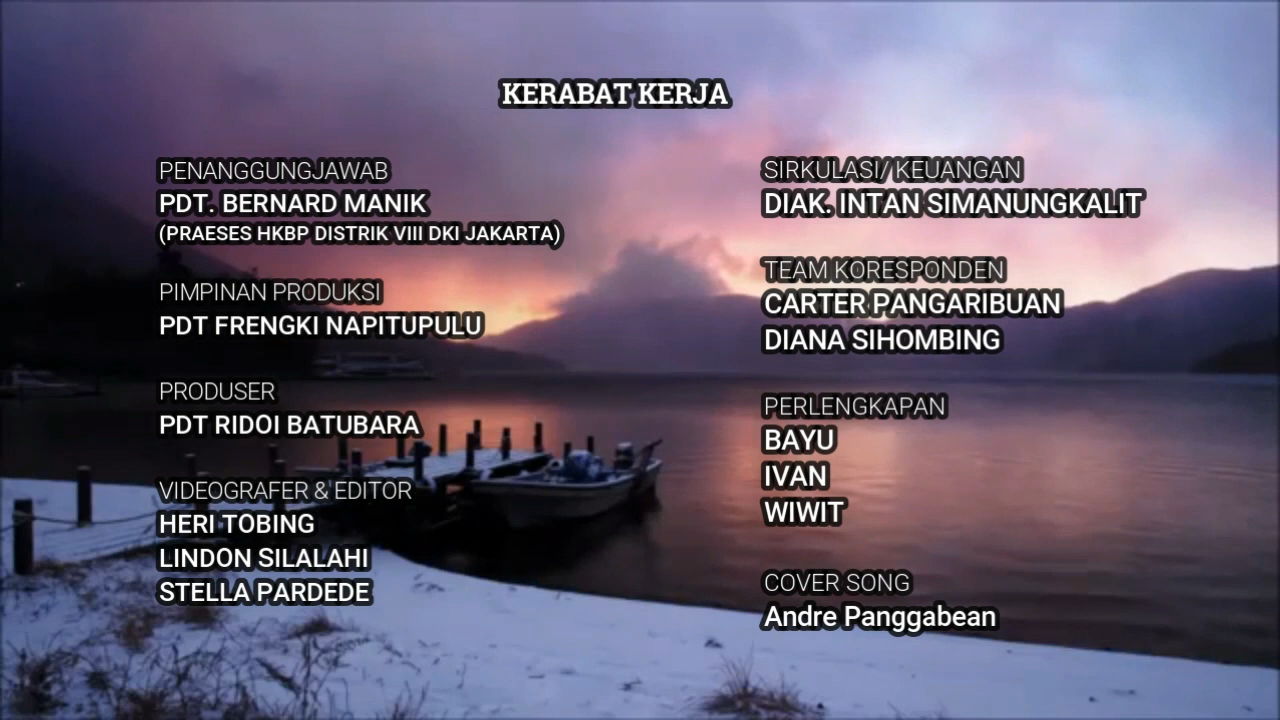 KERABAT KERJA
PENANGGUNGJAWAB
PDT. BERNARD MANIK
(PRAESES HKBP DISTRIK VIII DKI JAKARTA)
PIMPINAN PRODUKSI
PDT FRENGKI NAPITUPULU
PRODUSER
PDT RIDOI BATUBARA
VIDEOGRAFER & EDITOR
HERI TOBING
LINDON SILALAHI
STELLA PARDEDE
SIRKULASI/ KEUANGAN
DIAK. INTAN SIMANUNGKALIT
TEAM KORESPONDEN
CARTER PANGARIBUAN
DIANA SIHOMBING
PERLENGKAPAN
BAYU
IVAN
WIWIT
COVER SONG
Andre Panggabean